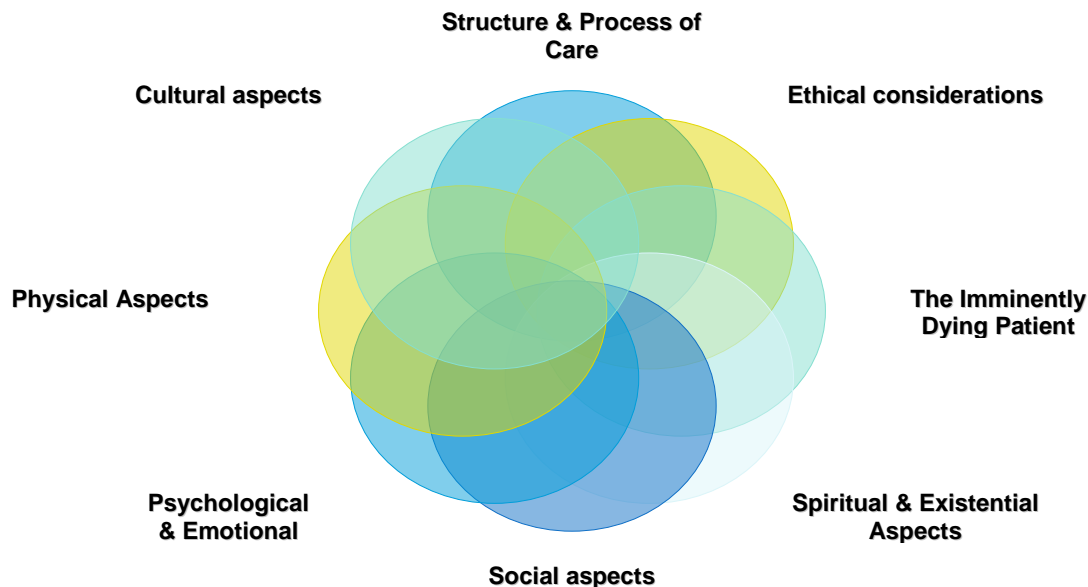 Structure & Process of
Care
Cultural aspects
Ethical considerations
Physical Aspects
The Imminently
Dying Patient
Psychological
& Emotional
Spiritual & Existential
Aspects
Social aspects